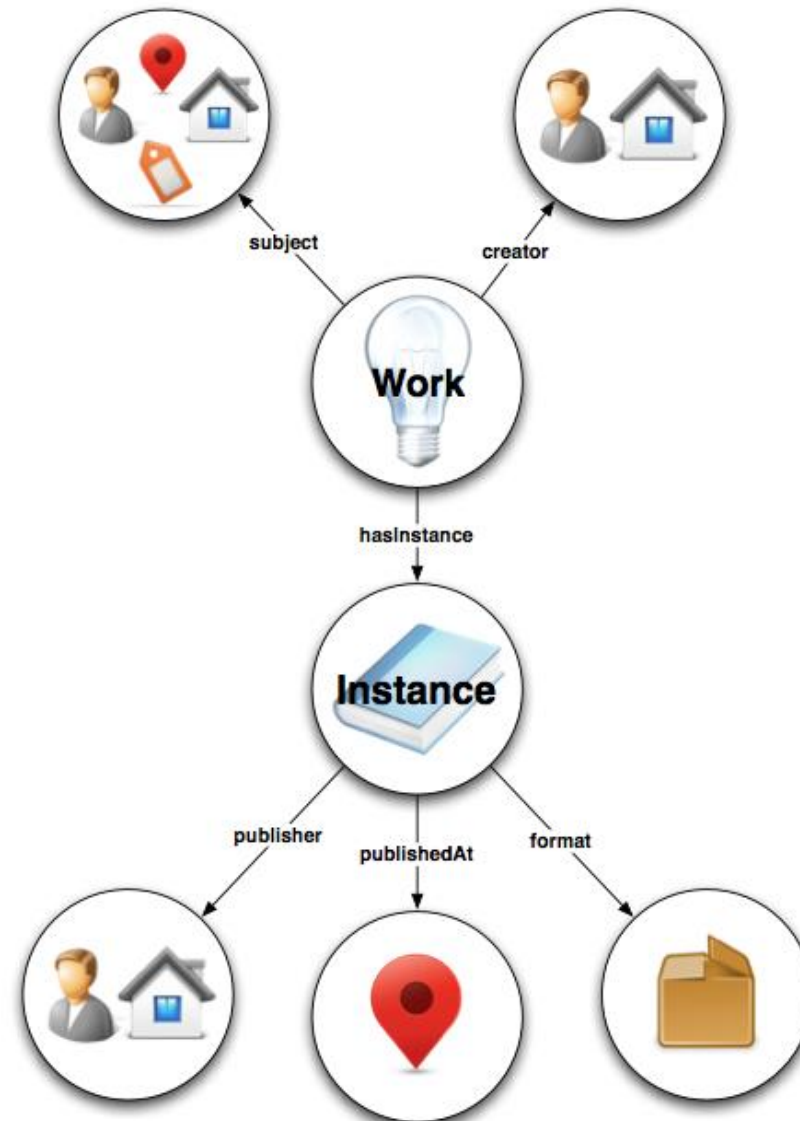 subject
creator
Work
hasInstance
Instance
publisher
publishedAt
format